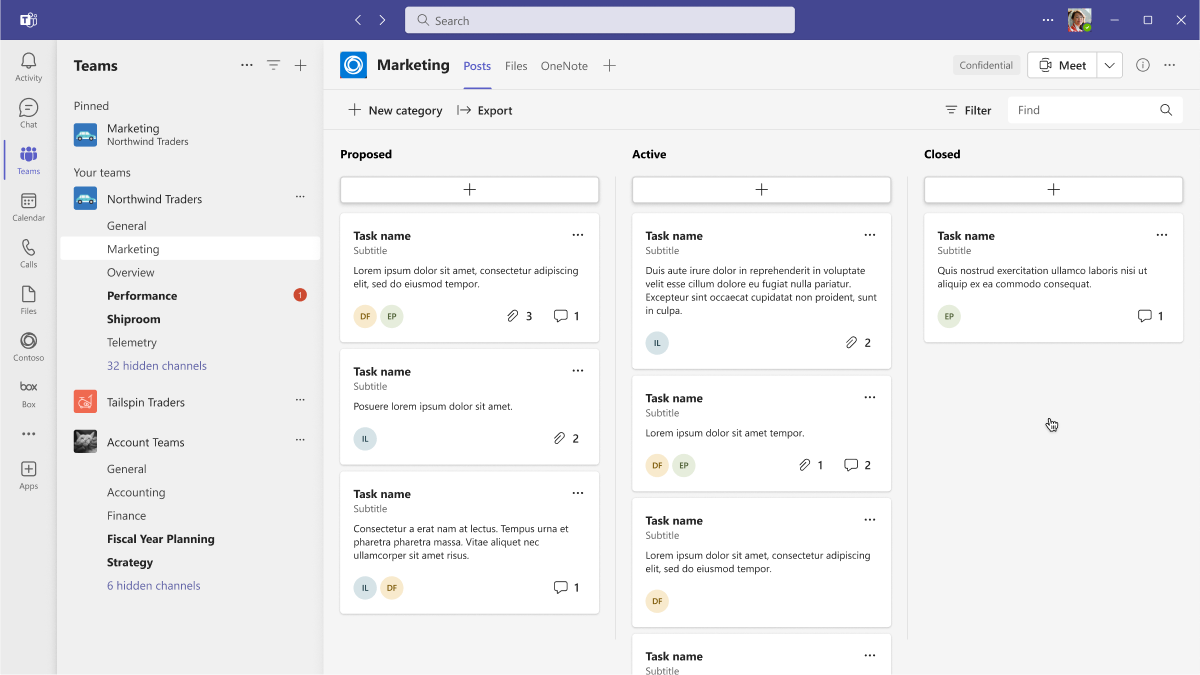 Search
Activity
Chat
Teams
Calendar
Calls
Files
Contoso
box
Box
Apps
Teams
Pinned
Marketing
Northwind Traders
Your teams
Northwind Traders
General
Marketing
Overview
Performance 1
Shiproom
Telemetry
32 hidden channels
Tailspin Traders
Account Teams
General
Accounting
Finance
Fiscal Year Planning
Strategy
6 hidden channels
Marketing Posts Files OneNote
Confidential Meet
New category Export
Filter Find
Proposed
Task name
Subtitle
Lorem ipsum dolor sit amet, consectetur adipiscing
elit, sed do eiusmod tempor.
DF EP 3 1
Task name
Subtitle
Posuere lorem ipsum dolor sit amet.
IL 2
Task name
Subtitle
Consectetur a erat nam at lectus. Tempus urna et
pharetra pharetra massa. Vitae aliquet nec
ullamcorper sit amet risus.
IL DF 1
Active
Task name
Subtitle
Duis aute irure dolor in reprehenderit in voluptate
velit esse cillum dolore eu fugiat nulla pariatur.
Excepteur sint occaecat cupidatat non proident, sunt
in culpa.
IL 2
Task name
Subtitle
Lorem ipsum dolor sit amet tempor.
DF EP 1 2
Task name
Subtitle
Lorem ipsum dolor sit amet, consectetur adipiscing
elit, sed do eiusmod tempor.
DF
Task name
Subtitle
Closed
Task name
Subtitle
Quis nostrud exercitation ullamco laboris nisi ut
aliquip ex ea commodo consequat.
EP 1